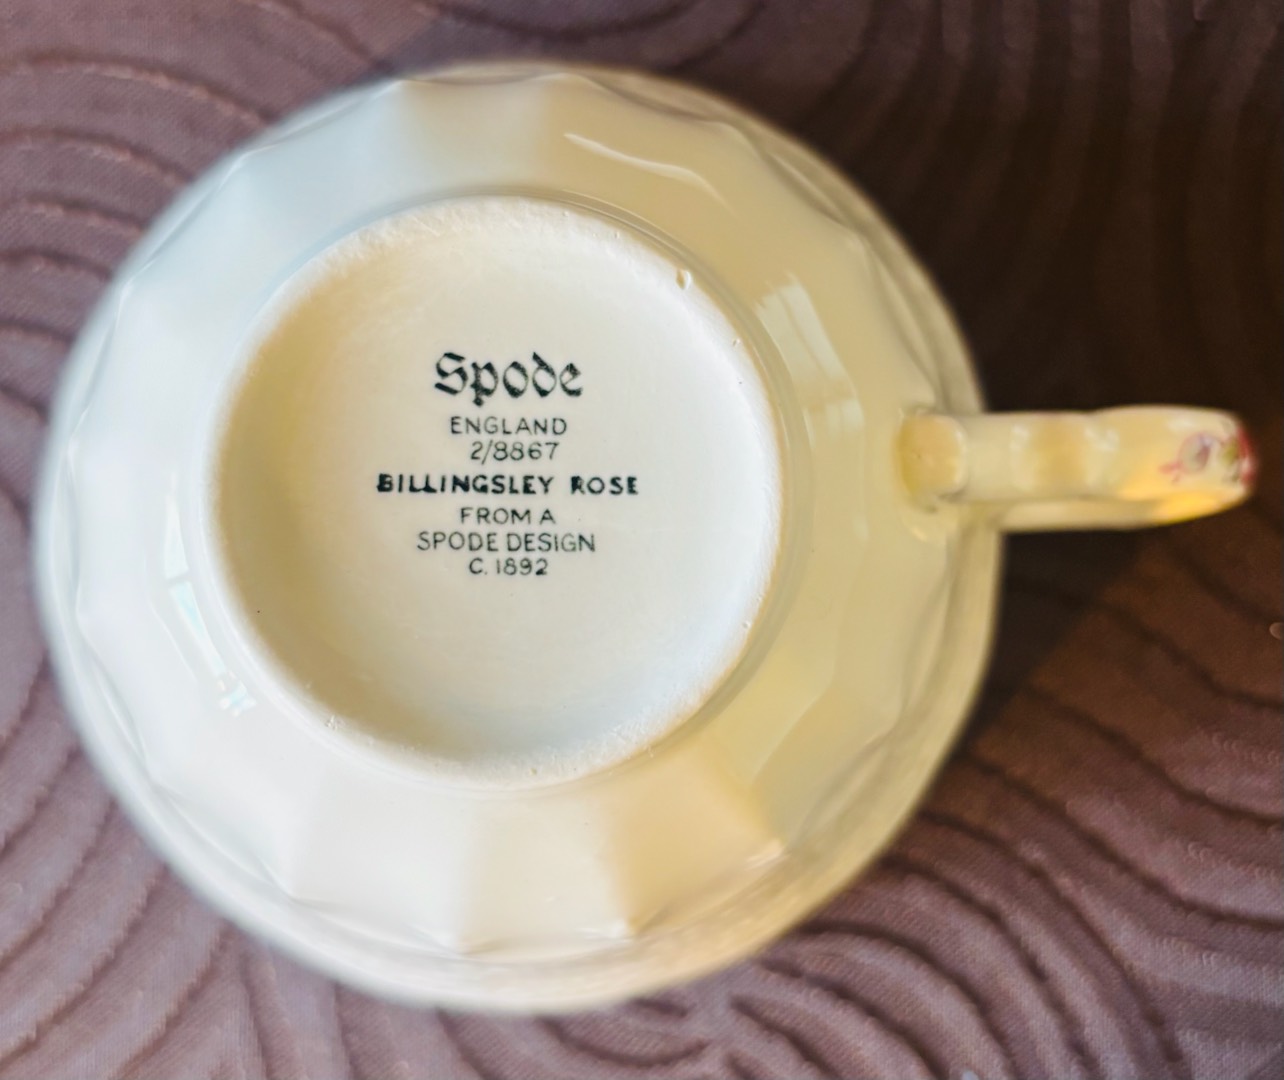 Spode
ENGLAND
2/8867
BILLINGSLEY ROSE
FROM A
SPODE DESIGN
C. 1892